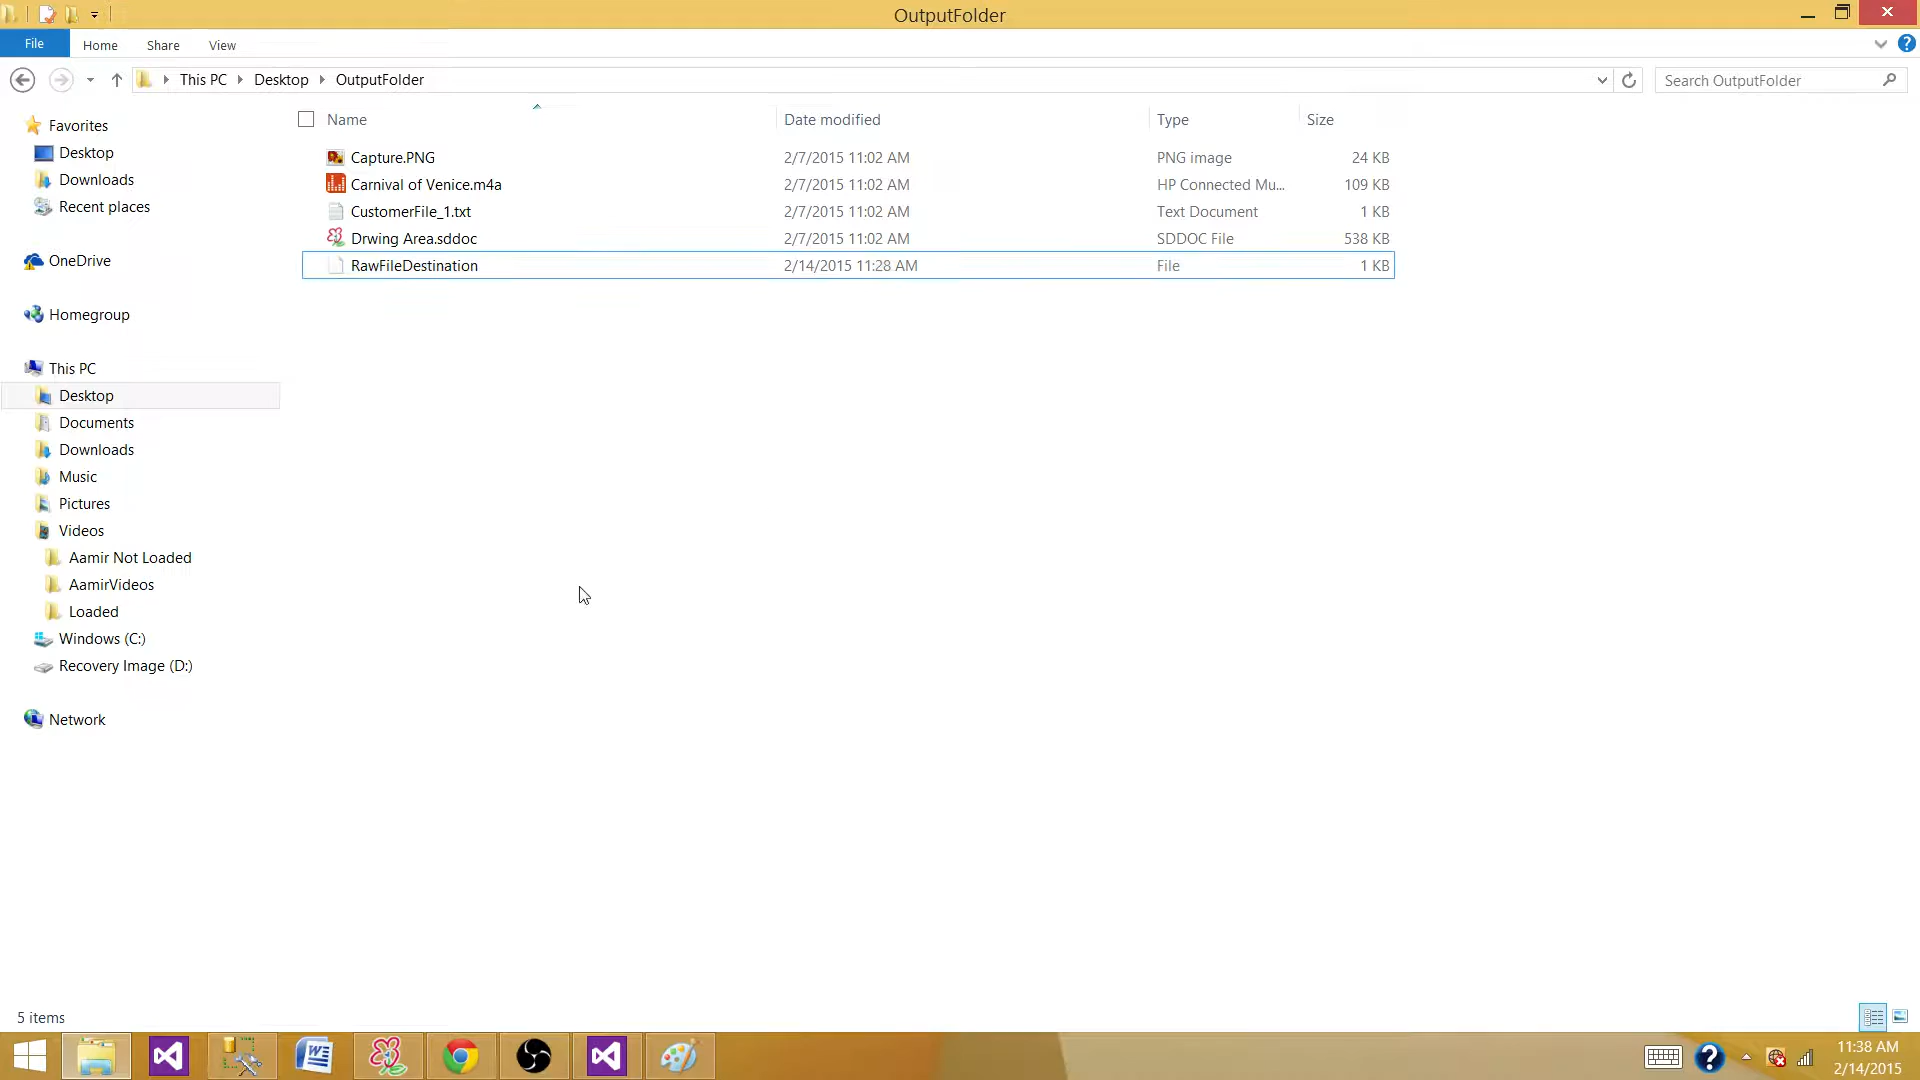 OutputFolder
File Home Share View
This PC Desktop OutputFolder Search OutputFolder
Name Date modified Type Size
Capture.PNG 2/7/2015 11:02 AM PNG image 24 KB
Carnival of Venice.m4a 2/7/2015 11:02 AM HP Connected Mu... 109 KB
CustomerFile_1.txt 2/7/2015 11:02 AM Text Document 1 KB
Drwing Area.sddoc 2/7/2015 11:02 AM SDDOC File 538 KB
RawFileDestination 2/14/2015 11:28 AM File 1 KB
Favorites
Desktop
Downloads
Recent places
OneDrive
Homegroup
This PC
Desktop
Documents
Downloads
Music
Pictures
Videos
Aamir Not Loaded
AamirVideos
Loaded
Windows (C:)
Recovery Image (D:)
Network
5 items
11:38 AM
2/14/2015